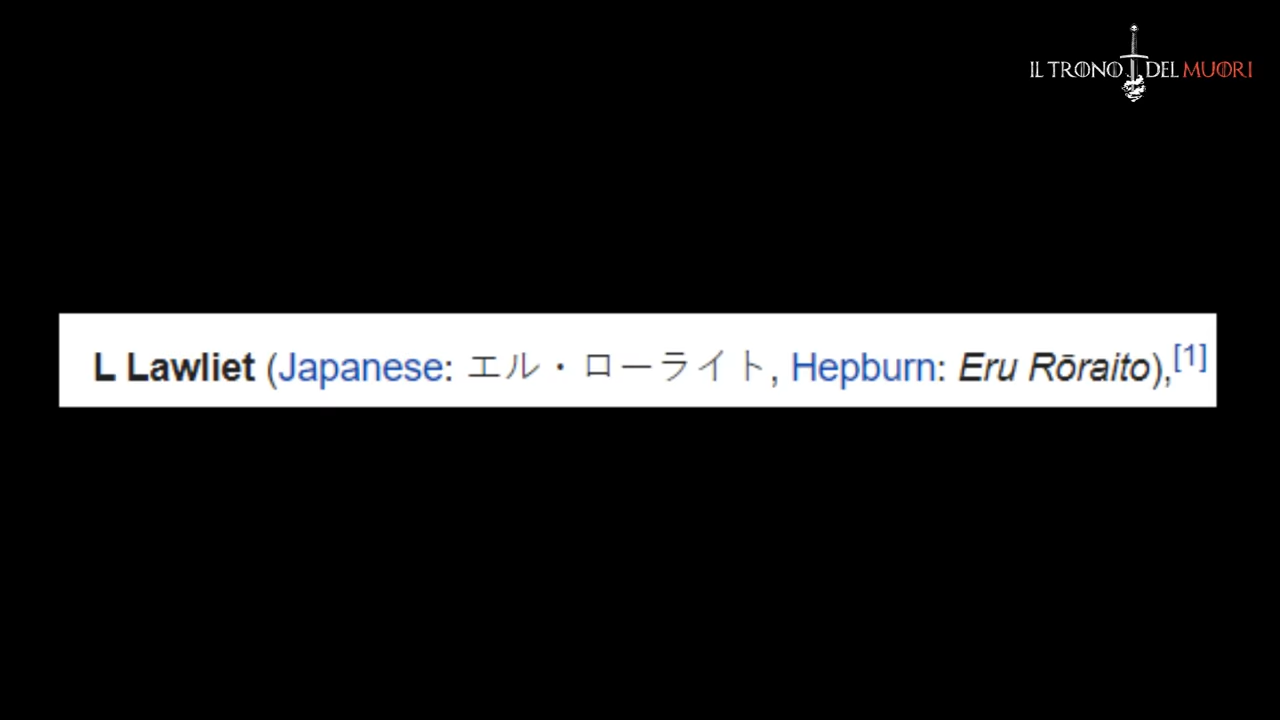 IL TRONO DEL MUORI
L Lawliet (Japanese: エル・ローライト, Hepburn: Eru Rōraito),[1]